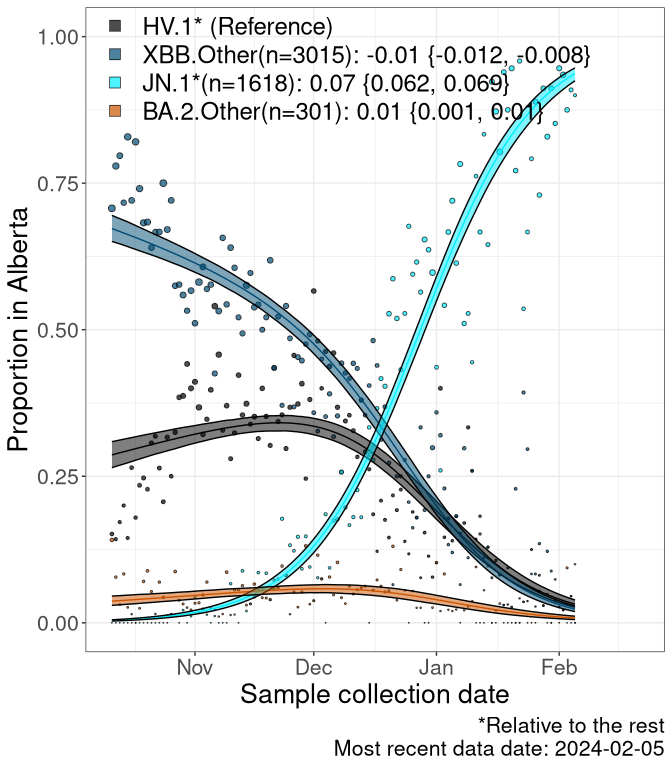 HV.1* (Reference)
XBB.Other(n=3015): -0.01 {-0.012, -0.008}
JN.1*(n=1618): 0.07 {0.062, 0.069}
BA.2.Other(n=301): 0.01 {0.001, 0.01}
1.00
0.75
0.50
0.25
0.00
Proportion in Alberta
Nov Dec Jan Feb
Sample collection date
*Relative to the rest
Most recent data date: 2024-02-05